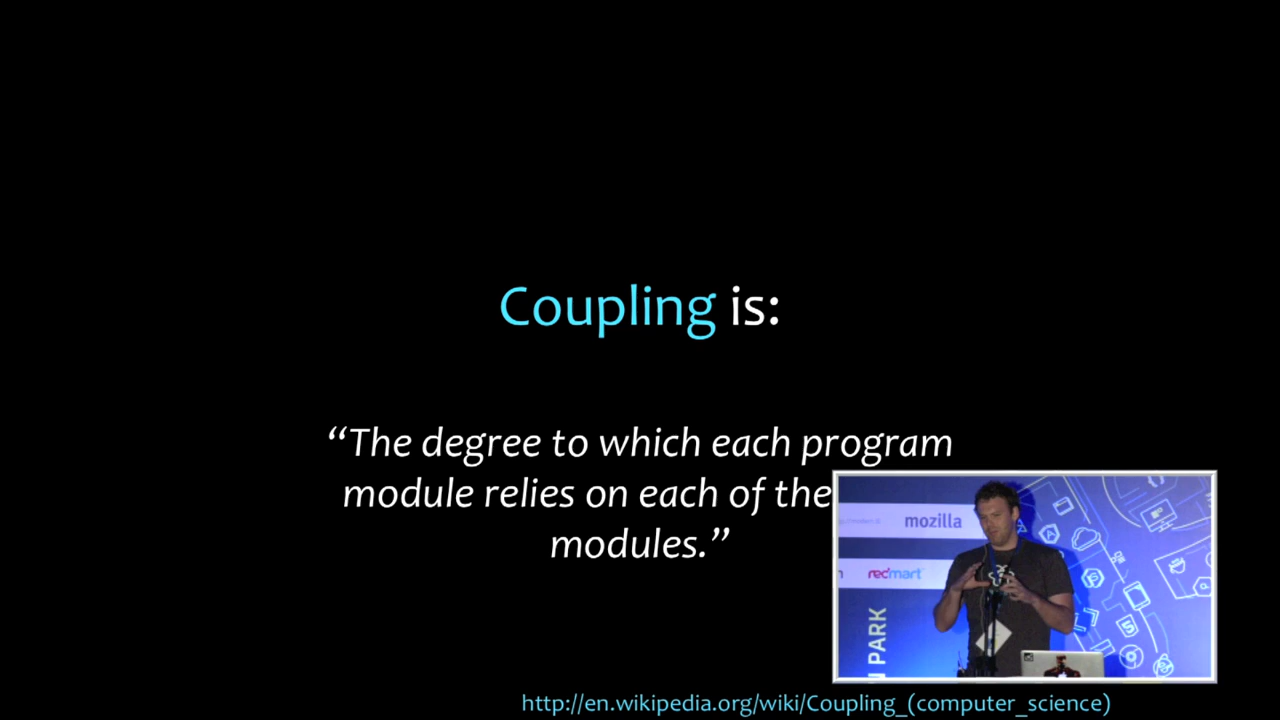 Coupling is:
“The degree to which each program
module relies on each of the
modules.”
mozilla
redmart
N PARK
http://en.wikipedia.org/wiki/Coupling_(computer_science)